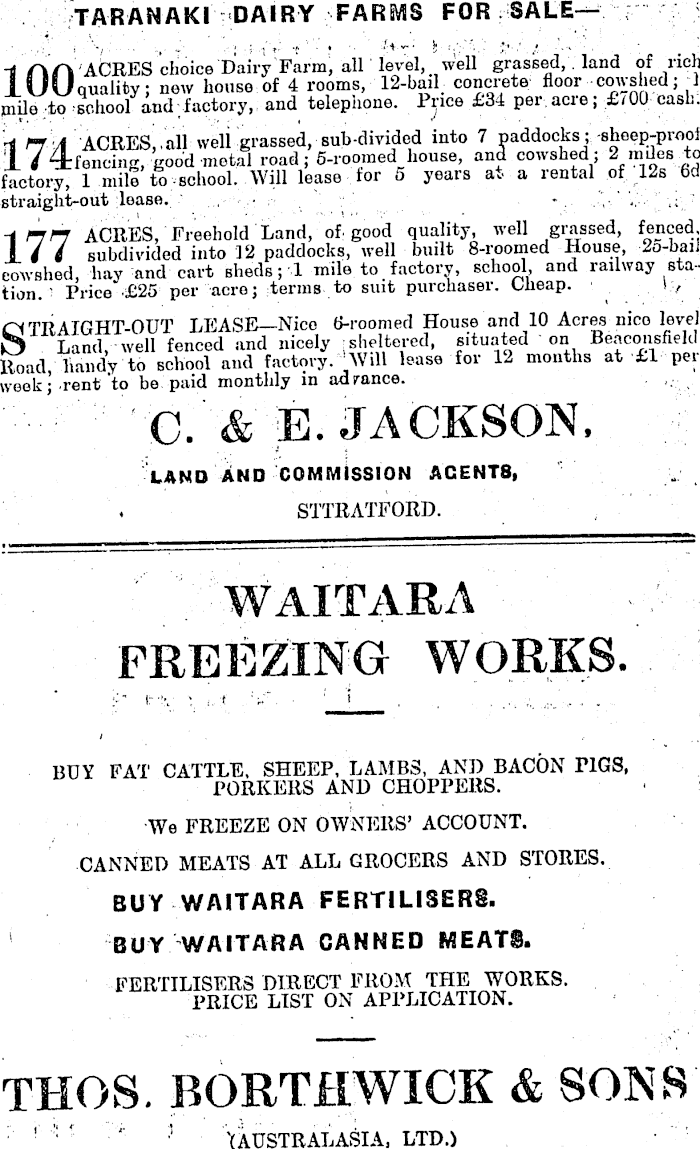 TARANAKI DAIRY FARMS FOR SALE—
100 ACRES choice Dairy Farm, all level, well grassed, land of rich
quality; new house of 4 rooms, 12-bail concrete floor cowshed; 1
mile to school and factory, and telephone. Price £34 per acre; £700 cash.
174 ACRES, all well grassed, sub-divided into 7 paddocks; sheep-proof
fencing, good metal road; 5-roomed house, and cowshed; 2 miles to
factory, 1 mile to school. Will lease for 5 years at a rental of 12s 6d
straight-out lease.
177 ACRES, Freehold Land, of good quality, well grassed, fenced,
subdivided into 12 paddocks, well built 8-roomed House, 25-bail
cowshed, hay and cart sheds; 1 mile to factory, school, and railway sta-
tion. Price £25 per acre; terms to suit purchaser. Cheap.
STRAIGHT-OUT LEASE—Nice 6-roomed House and 10 Acres nice level
Land, well fenced and nicely sheltered, situated on Beaconsfield
Road, handy to school and factory. Will lease for 12 months at £1 per
week; rent to be paid monthly in advance.
C. & E. JACKSON,
LAND AND COMMISSION AGENTS,
STTRATFORD.
WAITARA
FREEZING WORKS.
BUY FAT CATTLE, SHEEP, LAMBS, AND BACON PIGS,
PORKERS AND CHOPPERS.
We FREEZE ON OWNERS' ACCOUNT.
CANNED MEATS AT ALL GROCERS AND STORES.
BUY WAITARA FERTILISERS.
BUY WAITARA CANNED MEATS.
FERTILISERS DIRECT FROM THE WORKS.
PRICE LIST ON APPLICATION.
THOS. BORTHWICK & SONS
(AUSTRALASIA, LTD.)